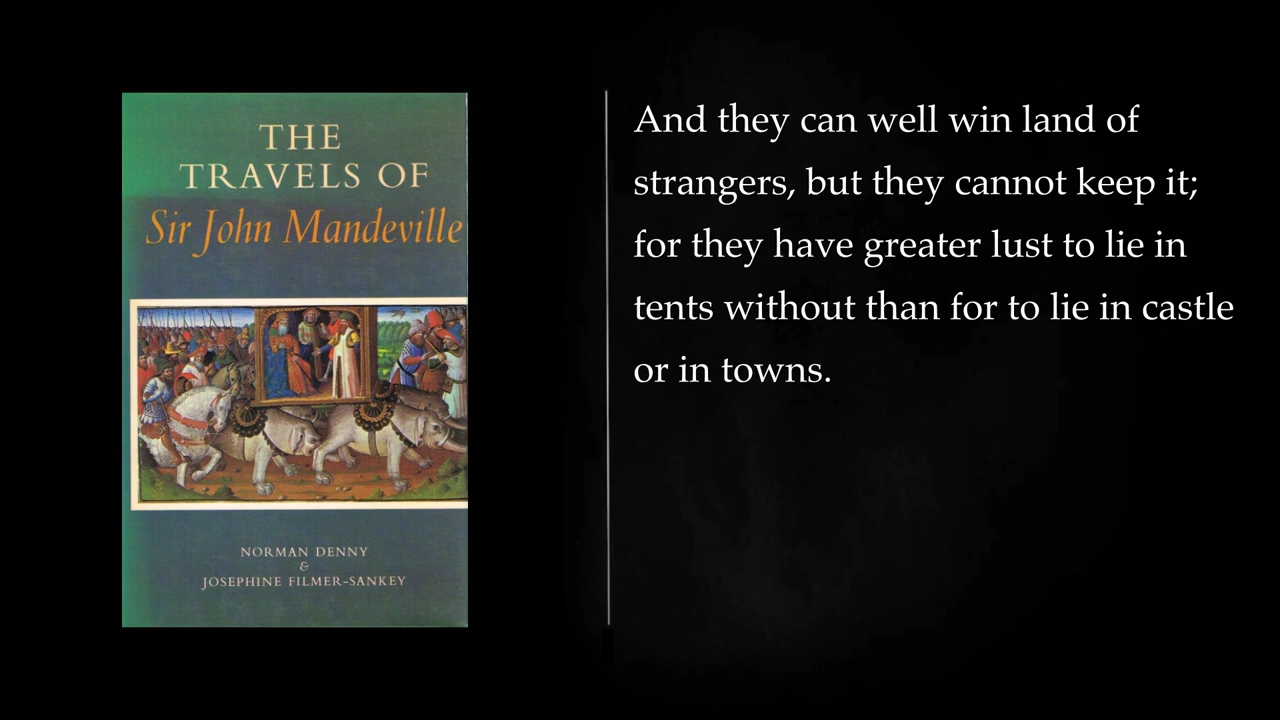 THE
TRAVELS OF
Sir John Mandeville
NORMAN DENNY
&
JOSEPHINE FILMER-SANKEY
And they can well win land of
strangers, but they cannot keep it;
for they have greater lust to lie in
tents without than for to lie in castle
or in towns.